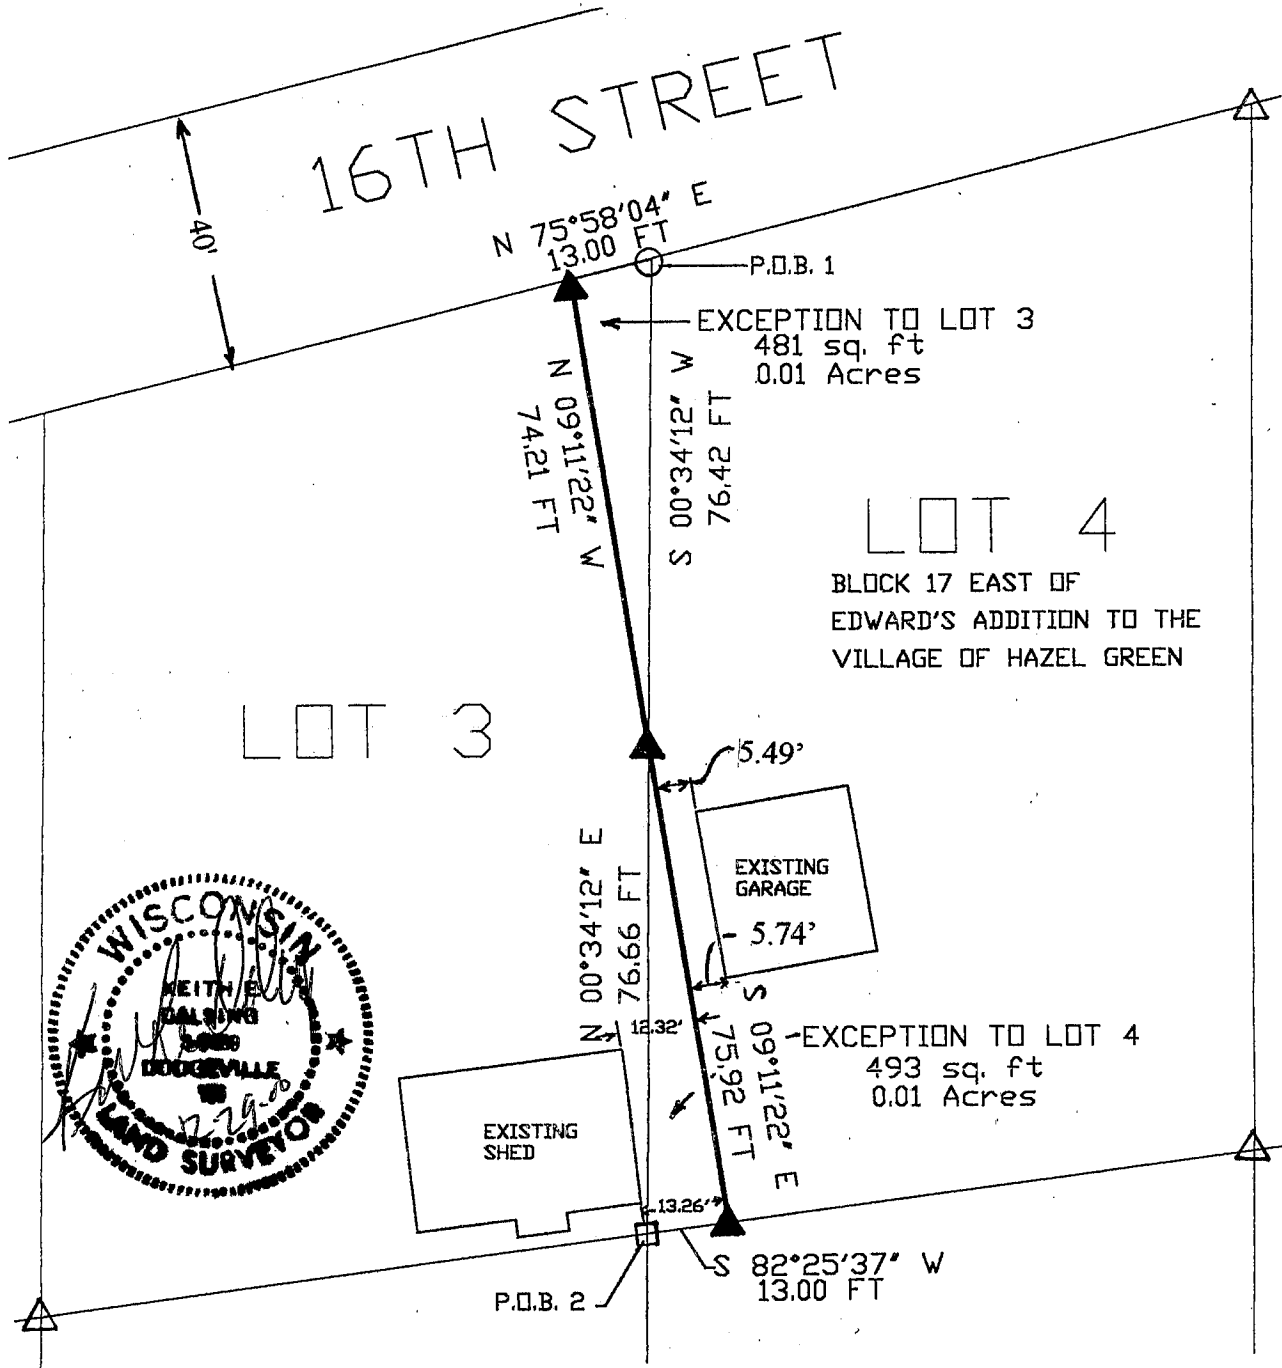 16TH STREET
40'
N 75°58'04" E
13.00 FT
P.O.B. 1
EXCEPTION TO LOT 3
481 sq. ft
0.01 Acres
N 09°11'22" W
74.21 FT
S 00°34'12" W
76.42 FT
LOT 4
BLOCK 17 EAST OF
EDWARD'S ADDITION TO THE
VILLAGE OF HAZEL GREEN
LOT 3
5.49'
EXISTING
GARAGE
5.74'
N 00°34'12" E
76.66 FT
12.32'
S 09°11'22" E
75.92 FT
EXCEPTION TO LOT 4
493 sq. ft
0.01 Acres
WISCONSIN
KEITH E.
DODGEVILLE
LAND SURVEYOR
EXISTING
SHED
13.26'
S 82°25'37" W
13.00 FT
P.O.B. 2